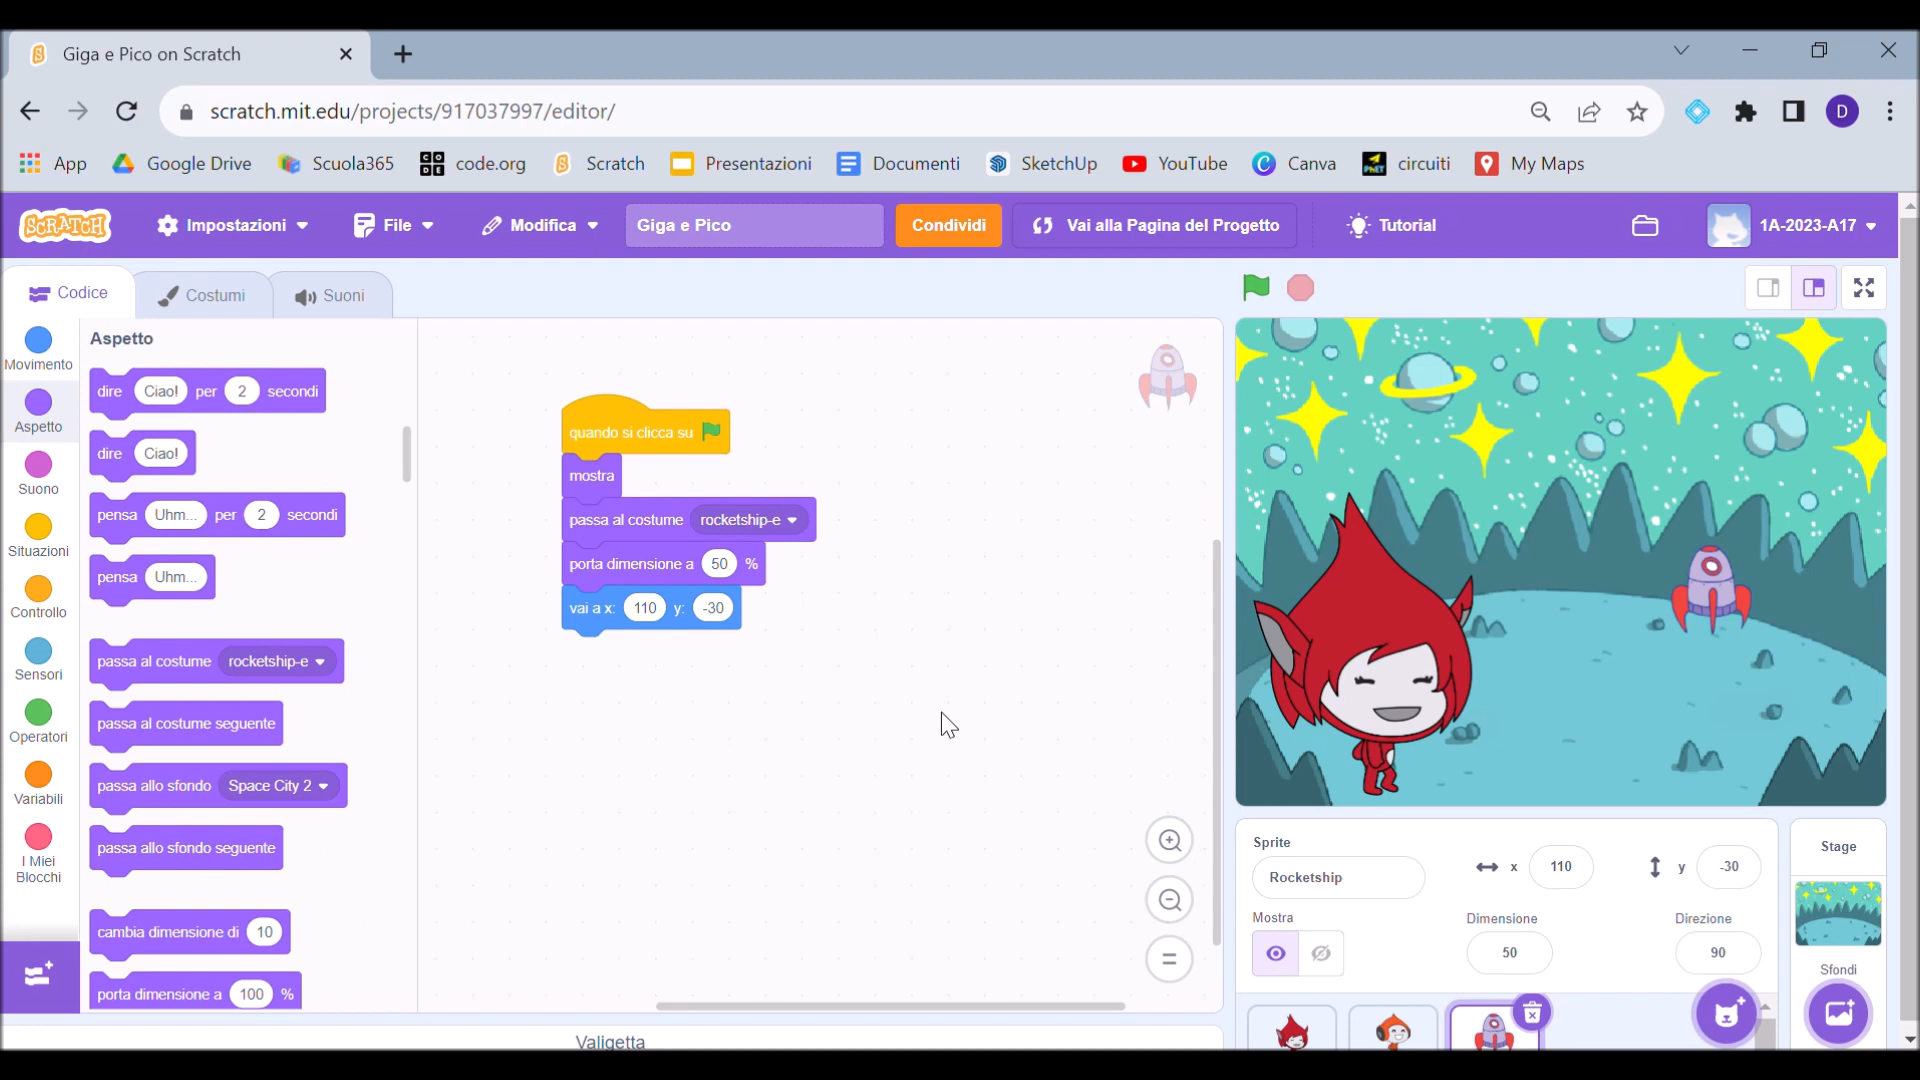 Giga e Pico on Scratch
scratch.mit.edu/projects/917037997/editor/
D
App
Google Drive
Scuola365
CODE code.org
Scratch
Presentazioni
Documenti
SketchUp
YouTube
Canva
circuiti
My Maps
SCRATCH
Impostazioni
File
Modifica
Giga e Pico
Condividi
Vai alla Pagina del Progetto
Tutorial
1A-2023-A17
Codice
Costumi
Suoni
Movimento
Aspetto
Suono
Situazioni
Controllo
Sensori
Operatori
Variabili
I Miei
Blocchi
Aspetto
dire Ciao! per 2 secondi
dire Ciao!
pensa Uhm... per 2 secondi
pensa Uhm...
passa al costume rocketship-e
passa al costume seguente
passa allo sfondo Space City 2
passa allo sfondo seguente
cambia dimensione di 10
porta dimensione a 100 %
quando si clicca su
mostra
passa al costume rocketship-e
porta dimensione a 50 %
vai a x: 110 y: -30
Valigetta
Sprite
Rocketship
x 110
y -30
Mostra
Dimensione
50
Direzione
90
Stage
Sfondi